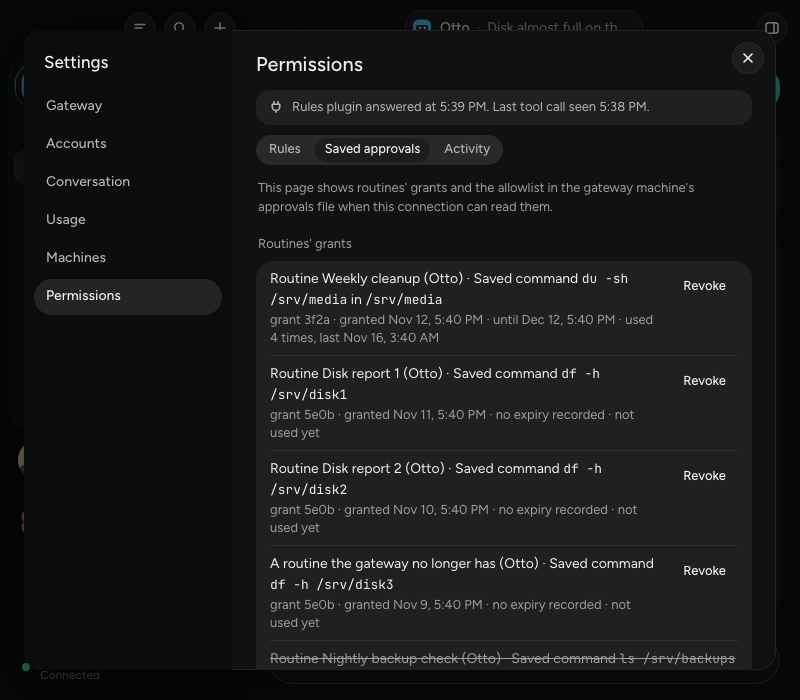 Otto · Disk almost full on th
Settings
Gateway
Accounts
Conversation
Usage
Machines
Permissions
Permissions
Rules plugin answered at 5:39 PM. Last tool call seen 5:38 PM.
Rules Saved approvals Activity
This page shows routines' grants and the allowlist in the gateway machine's
approvals file when this connection can read them.
Routines' grants
Routine Weekly cleanup (Otto) · Saved command du -sh
/srv/media in /srv/media
grant 3f2a · granted Nov 12, 5:40 PM · until Dec 12, 5:40 PM · used
4 times, last Nov 16, 3:40 AM
Revoke
Routine Disk report 1 (Otto) · Saved command df -h
/srv/disk1
grant 5e0b · granted Nov 11, 5:40 PM · no expiry recorded · not
used yet
Revoke
Routine Disk report 2 (Otto) · Saved command df -h
/srv/disk2
grant 5e0b · granted Nov 10, 5:40 PM · no expiry recorded · not
used yet
Revoke
A routine the gateway no longer has (Otto) · Saved command
df -h /srv/disk3
grant 5e0b · granted Nov 9, 5:40 PM · no expiry recorded · not
used yet
Revoke
Routine Nightly backup check (Otto) · Saved command ls /srv/backups
Connected